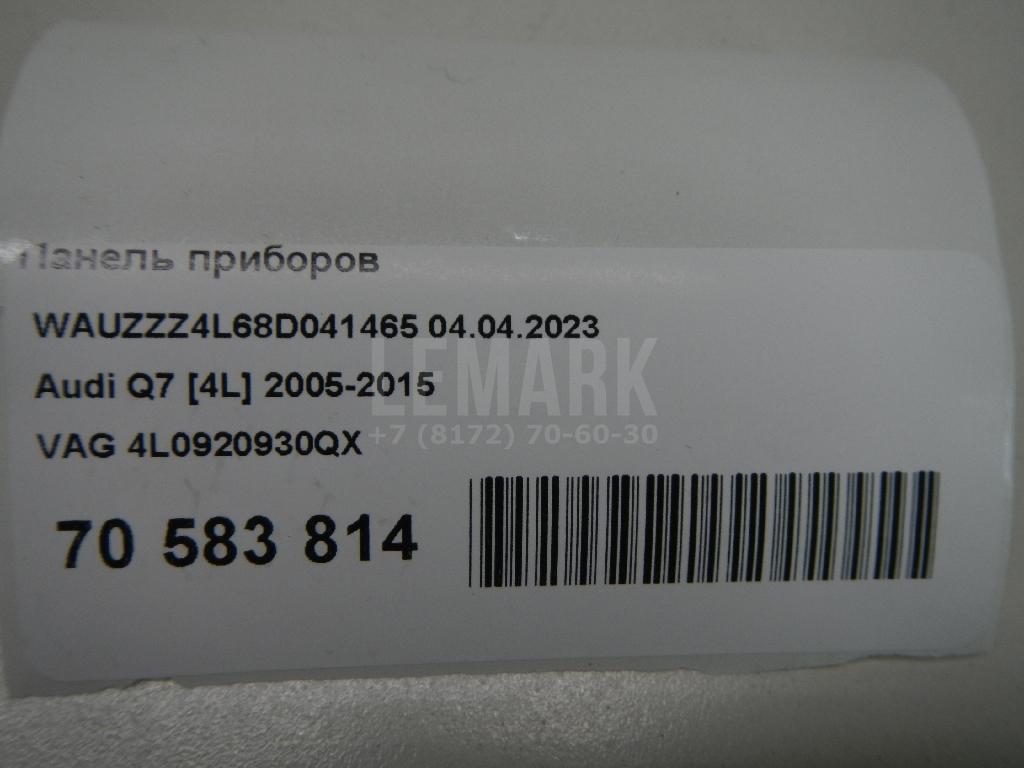 Панель приборов
WAUZZZ4L68D041465 04.04.2023
Audi Q7 [4L] 2005-2015
LEMARK
+7 (8172) 70-60-30
VAG 4L0920930QX
70 583 814